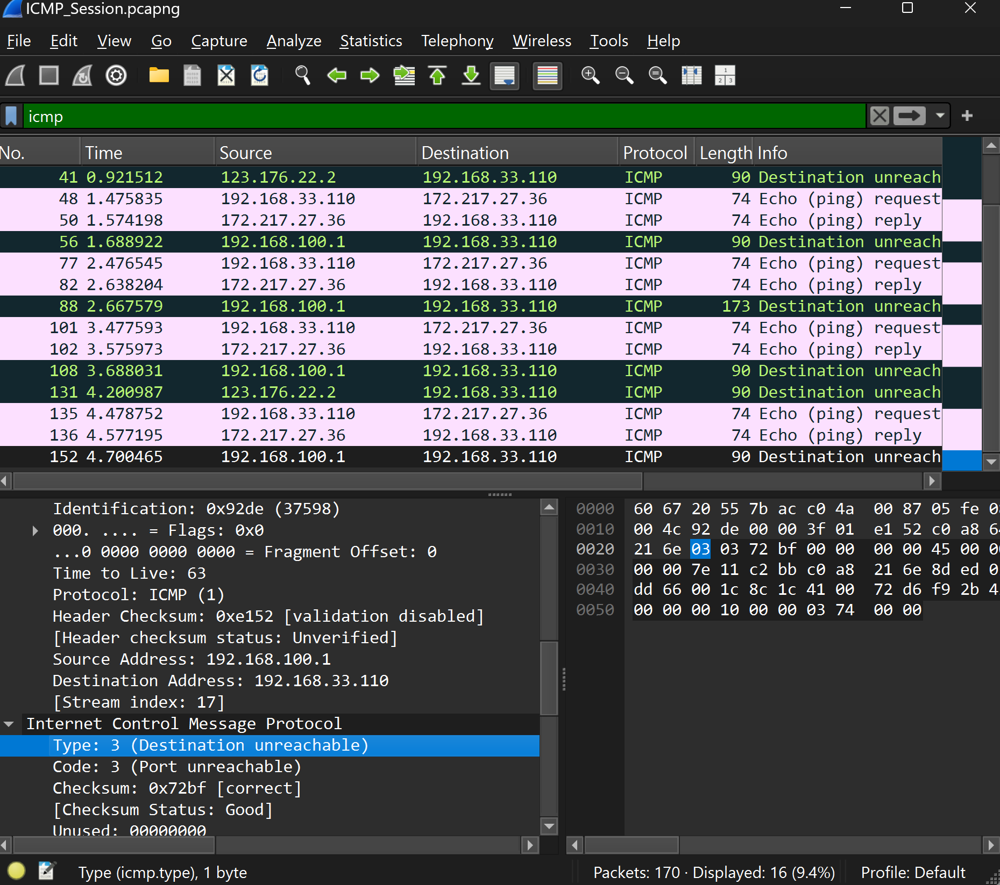 ICMP_Session.pcapng
File Edit View Go Capture Analyze Statistics Telephony Wireless Tools Help
icmp
No. Time Source Destination Protocol Length Info
41 0.921512 123.176.22.2 192.168.33.110 ICMP 90 Destination unreach
48 1.475835 192.168.33.110 172.217.27.36 ICMP 74 Echo (ping) request
50 1.574198 172.217.27.36 192.168.33.110 ICMP 74 Echo (ping) reply
56 1.688922 192.168.100.1 192.168.33.110 ICMP 90 Destination unreach
77 2.476545 192.168.33.110 172.217.27.36 ICMP 74 Echo (ping) request
82 2.638204 172.217.27.36 192.168.33.110 ICMP 74 Echo (ping) reply
88 2.667579 192.168.100.1 192.168.33.110 ICMP 173 Destination unreach
101 3.477593 192.168.33.110 172.217.27.36 ICMP 74 Echo (ping) request
102 3.575973 172.217.27.36 192.168.33.110 ICMP 74 Echo (ping) reply
108 3.688031 192.168.100.1 192.168.33.110 ICMP 90 Destination unreach
131 4.200987 123.176.22.2 192.168.33.110 ICMP 90 Destination unreach
135 4.478752 192.168.33.110 172.217.27.36 ICMP 74 Echo (ping) request
136 4.577195 172.217.27.36 192.168.33.110 ICMP 74 Echo (ping) reply
152 4.700465 192.168.100.1 192.168.33.110 ICMP 90 Destination unreach
Identification: 0x92de (37598)
000. .... = Flags: 0x0
...0 0000 0000 0000 = Fragment Offset: 0
Time to Live: 63
Protocol: ICMP (1)
Header Checksum: 0xe152 [validation disabled]
[Header checksum status: Unverified]
Source Address: 192.168.100.1
Destination Address: 192.168.33.110
[Stream index: 17]
Internet Control Message Protocol
Type: 3 (Destination unreachable)
Code: 3 (Port unreachable)
Checksum: 0x72bf [correct]
[Checksum Status: Good]
Unused: 00000000
0000 60 67 20 55 7b ac c0 4a 00 87 05 fe
0010 00 4c 92 de 00 00 3f 01 e1 52 c0 a8
0020 21 6e 03 03 72 bf 00 00 00 00 45 00
0030 00 00 7e 11 c2 bb c0 a8 21 6e 8d ed
0040 dd 66 00 1c 8c 1c 41 00 72 d6 f9 2b
0050 00 00 00 10 00 00 03 74 00 00
Type (icmp.type), 1 byte
Packets: 170 · Displayed: 16 (9.4%)
Profile: Default